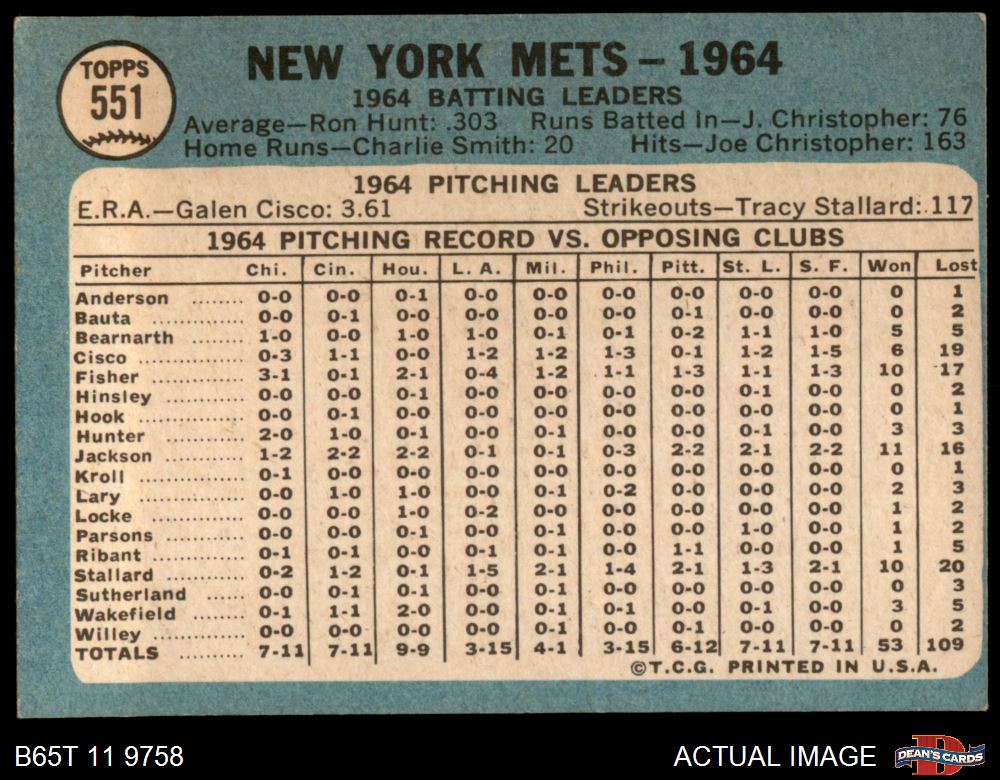 TOPPS
551
NEW YORK METS – 1964
1964 BATTING LEADERS
Average—Ron Hunt: .303 Runs Batted In—J. Christopher: 76
Home Runs—Charlie Smith: 20 Hits—Joe Christopher: 163
1964 PITCHING LEADERS
E.R.A.—Galen Cisco: 3.61 Strikeouts—Tracy Stallard: 117
1964 PITCHING RECORD VS. OPPOSING CLUBS
Pitcher Chi. Cin. Hou. L. A. Mil. Phil. Pitt. St. L. S. F. Won Lost
Anderson ........ 0-0 0-0 0-1 0-0 0-0 0-0 0-0 0-0 0-0 0 1
Bauta .............. 0-0 0-1 0-0 0-0 0-0 0-0 0-1 0-0 0-0 0 2
Bearnarth ........ 1-0 0-0 1-0 1-0 0-1 0-1 0-2 1-1 1-0 5 5
Cisco ................ 0-3 1-1 0-0 1-2 1-2 1-3 0-1 1-2 1-5 6 19
Fisher .............. 3-1 0-1 2-1 0-4 1-2 1-1 1-3 1-1 1-3 10 17
Hinsley ............ 0-0 0-0 0-1 0-0 0-0 0-0 0-0 0-1 0-0 0 2
Hook ................ 0-0 0-1 0-0 0-0 0-0 0-0 0-0 0-0 0-0 0 1
Hunter ............ 2-0 1-0 0-1 0-0 0-1 0-0 0-0 0-1 0-0 3 3
Jackson ............ 1-2 2-2 2-2 0-1 0-1 0-3 2-2 2-1 2-2 11 16
Kroll ................ 0-1 0-0 0-0 0-0 0-0 0-0 0-0 0-0 0-0 0 1
Lary ................ 0-0 1-0 1-0 0-0 0-1 0-2 0-0 0-0 0-0 2 3
Locke .............. 0-0 0-0 1-0 0-2 0-0 0-0 0-0 0-0 0-0 1 2
Parsons ............ 0-0 0-0 0-1 0-0 0-1 0-0 0-0 1-0 0-0 1 2
Ribant .............. 0-1 0-1 0-0 0-1 0-1 0-0 1-1 0-0 0-0 1 5
Stallard ............ 0-2 1-2 0-1 1-5 2-1 1-4 2-1 1-3 2-1 10 20
Sutherland ...... 0-0 0-1 0-1 0-0 0-1 0-0 0-0 0-0 0-0 0 3
Wakefield ........ 0-1 1-1 2-0 0-0 0-1 0-1 0-0 0-1 0-0 3 5
Willey .............. 0-0 0-0 0-0 0-0 0-1 0-0 0-1 0-0 0-0 0 2
TOTALS .......... 7-11 7-11 9-9 3-15 4-1 3-15 6-12 7-11 7-11 53 109
©T.C.G. PRINTED IN U.S.A.
B65T 11 9758 ACTUAL IMAGE
DEAN'S CARDS